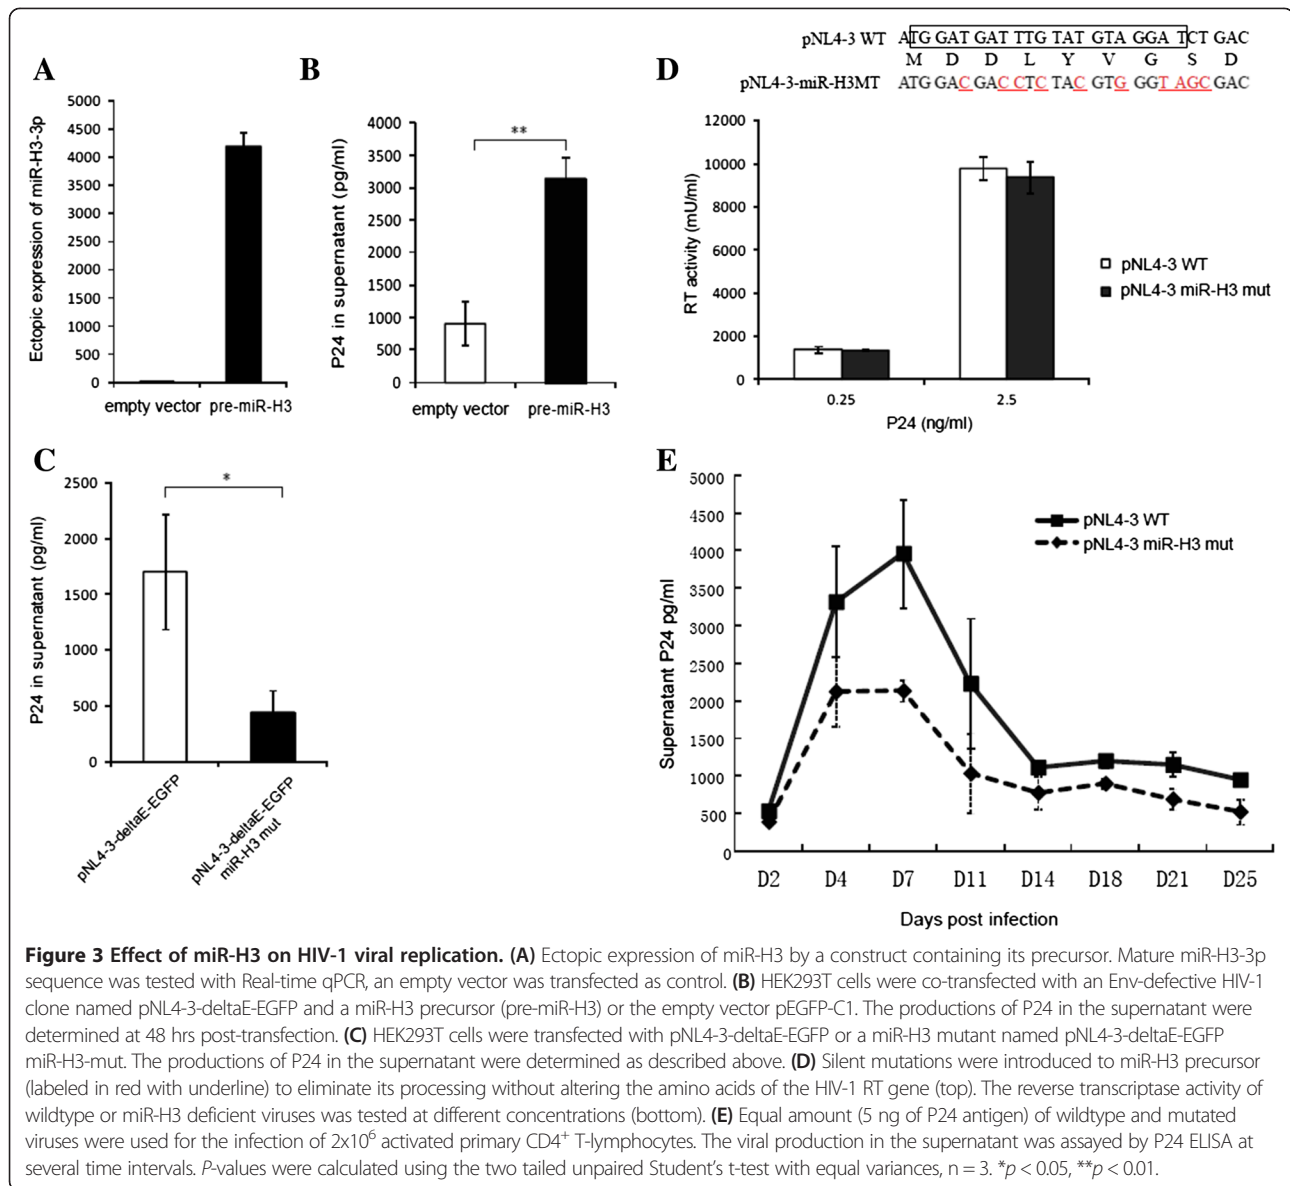 A
Ectopic expression of miR-H3-3p
5000
4500
4000
3500
3000
2500
2000
1500
1000
500
0
empty vector
pre-miR-H3
B
P24 in supernatant (pg/ml)
4000
3500
3000
2500
2000
1500
1000
500
0
**
empty vector
pre-miR-H3
D
pNL4-3 WT ATGGAT GAT TTG TAT GTA GGAT CT GAC
M D D L Y V G S D
pNL4-3-miR-H3MT ATG GAC GAC CTC TAC GTG GGT AGC GAC
RT activity (mU/ml)
12000
10000
8000
6000
4000
2000
0
0.25
2.5
P24 (ng/ml)
pNL4-3 WT
pNL4-3 miR-H3 mut
C
P24 in supernatant (pg/ml)
2500
2000
1500
1000
500
0
*
pNL4-3-deltaE-EGFP
pNL4-3-deltaE-EGFP
miR-H3 mut
E
Supernatant P24 pg/ml
5000
4500
4000
3500
3000
2500
2000
1500
1000
500
0
pNL4-3 WT
pNL4-3 miR-H3 mut
D2 D4 D7 D11 D14 D18 D21 D25
Days post infection
Figure 3 Effect of miR-H3 on HIV-1 viral replication. (A) Ectopic expression of miR-H3 by a construct containing its precursor. Mature miR-H3-3p
sequence was tested with Real-time qPCR, an empty vector was transfected as control. (B) HEK293T cells were co-transfected with an Env-defective HIV-1
clone named pNL4-3-deltaE-EGFP and a miR-H3 precursor (pre-miR-H3) or the empty vector pEGFP-C1. The productions of P24 in the supernatant were
determined at 48 hrs post-transfection. (C) HEK293T cells were transfected with pNL4-3-deltaE-EGFP or a miR-H3 mutant named pNL4-3-deltaE-EGFP
miR-H3-mut. The productions of P24 in the supernatant were determined as described above. (D) Silent mutations were introduced to miR-H3 precursor
(labeled in red with underline) to eliminate its processing without altering the amino acids of the HIV-1 RT gene (top). The reverse transcriptase activity of
wildtype or miR-H3 deficient viruses was tested at different concentrations (bottom). (E) Equal amount (5 ng of P24 antigen) of wildtype and mutated
viruses were used for the infection of 2x10⁶ activated primary CD4⁺ T-lymphocytes. The viral production in the supernatant was assayed by P24 ELISA at
several time intervals. P-values were calculated using the two tailed unpaired Student's t-test with equal variances, n = 3. *p < 0.05, **p < 0.01.